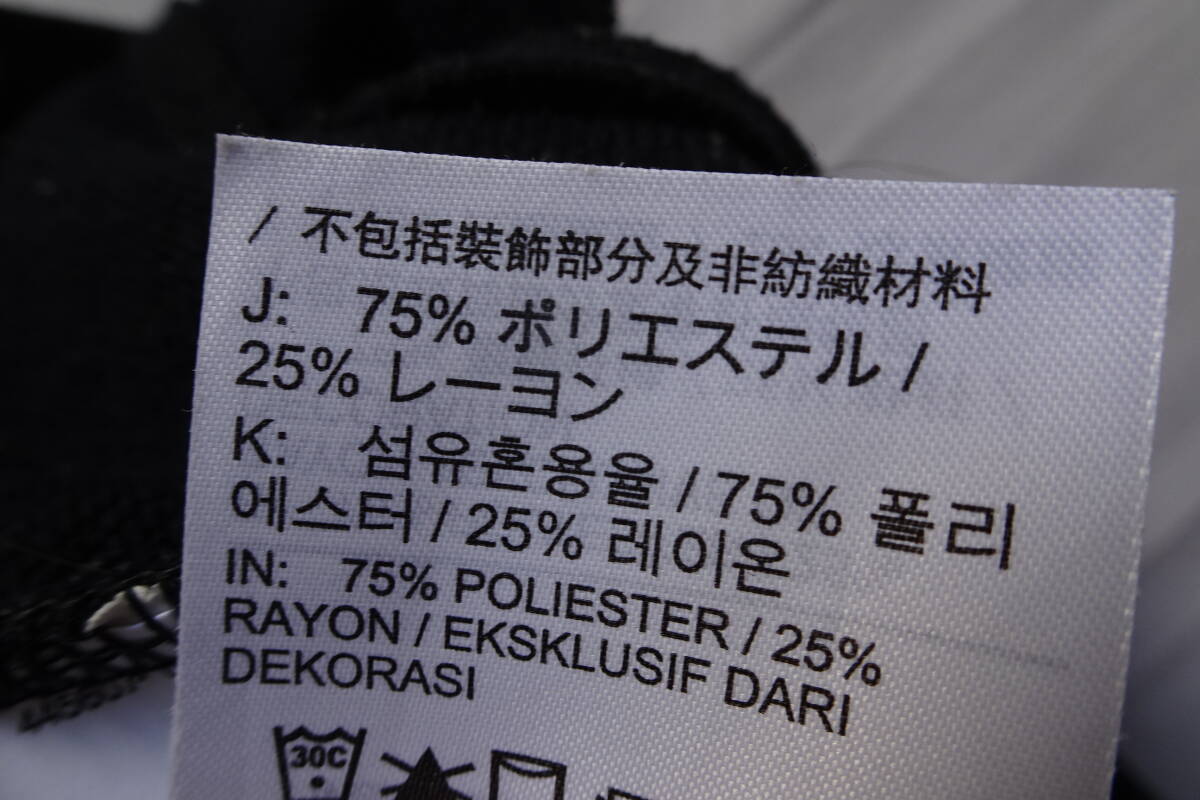 / 不包括裝飾部分及非紡織材料
J: 75% ポリエステル /
25% レーヨン
K: 섬유혼용율 / 75% 폴리
에스터 / 25% 레이온
IN: 75% POLIESTER / 25%
RAYON / EKSKLUSIF DARI
DEKORASI
30C